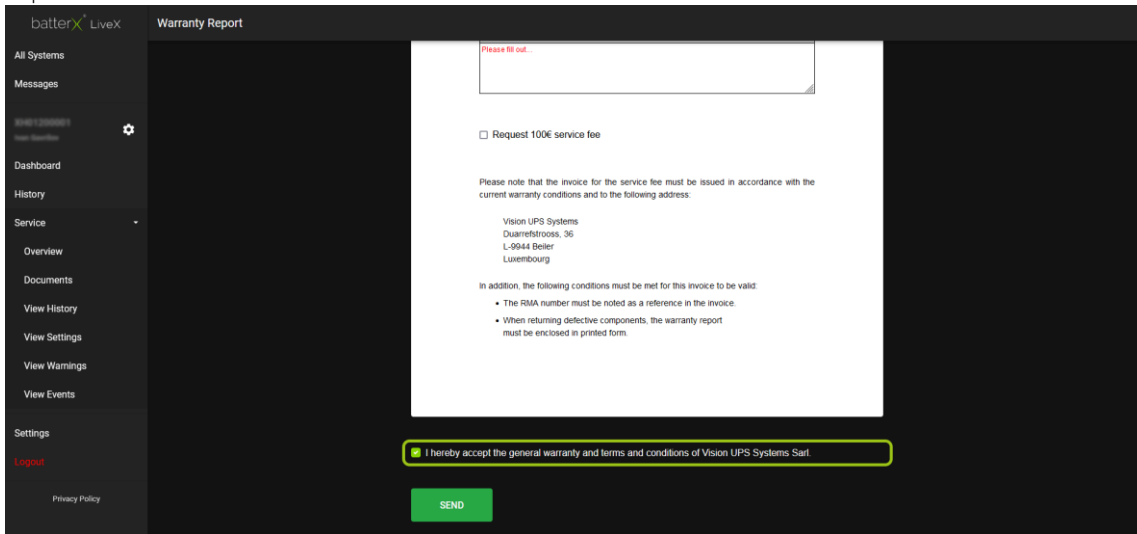 batterX LiveX
Warranty Report
All Systems
Messages
Dashboard
History
Service
Overview
Documents
View History
View Settings
View Warnings
View Events
Settings
Logout
Privacy Policy
Please fill out...
Request 100€ service fee
Please note that the invoice for the service fee must be issued in accordance with the
current warranty conditions and to the following address:
Vision UPS Systems
Duarrefstrooss, 36
L-9944 Beiler
Luxembourg
In addition, the following conditions must be met for this invoice to be valid:
• The RMA number must be noted as a reference in the invoice.
• When returning defective components, the warranty report
must be enclosed in printed form.
I hereby accept the general warranty and terms and conditions of Vision UPS Systems Sarl.
SEND